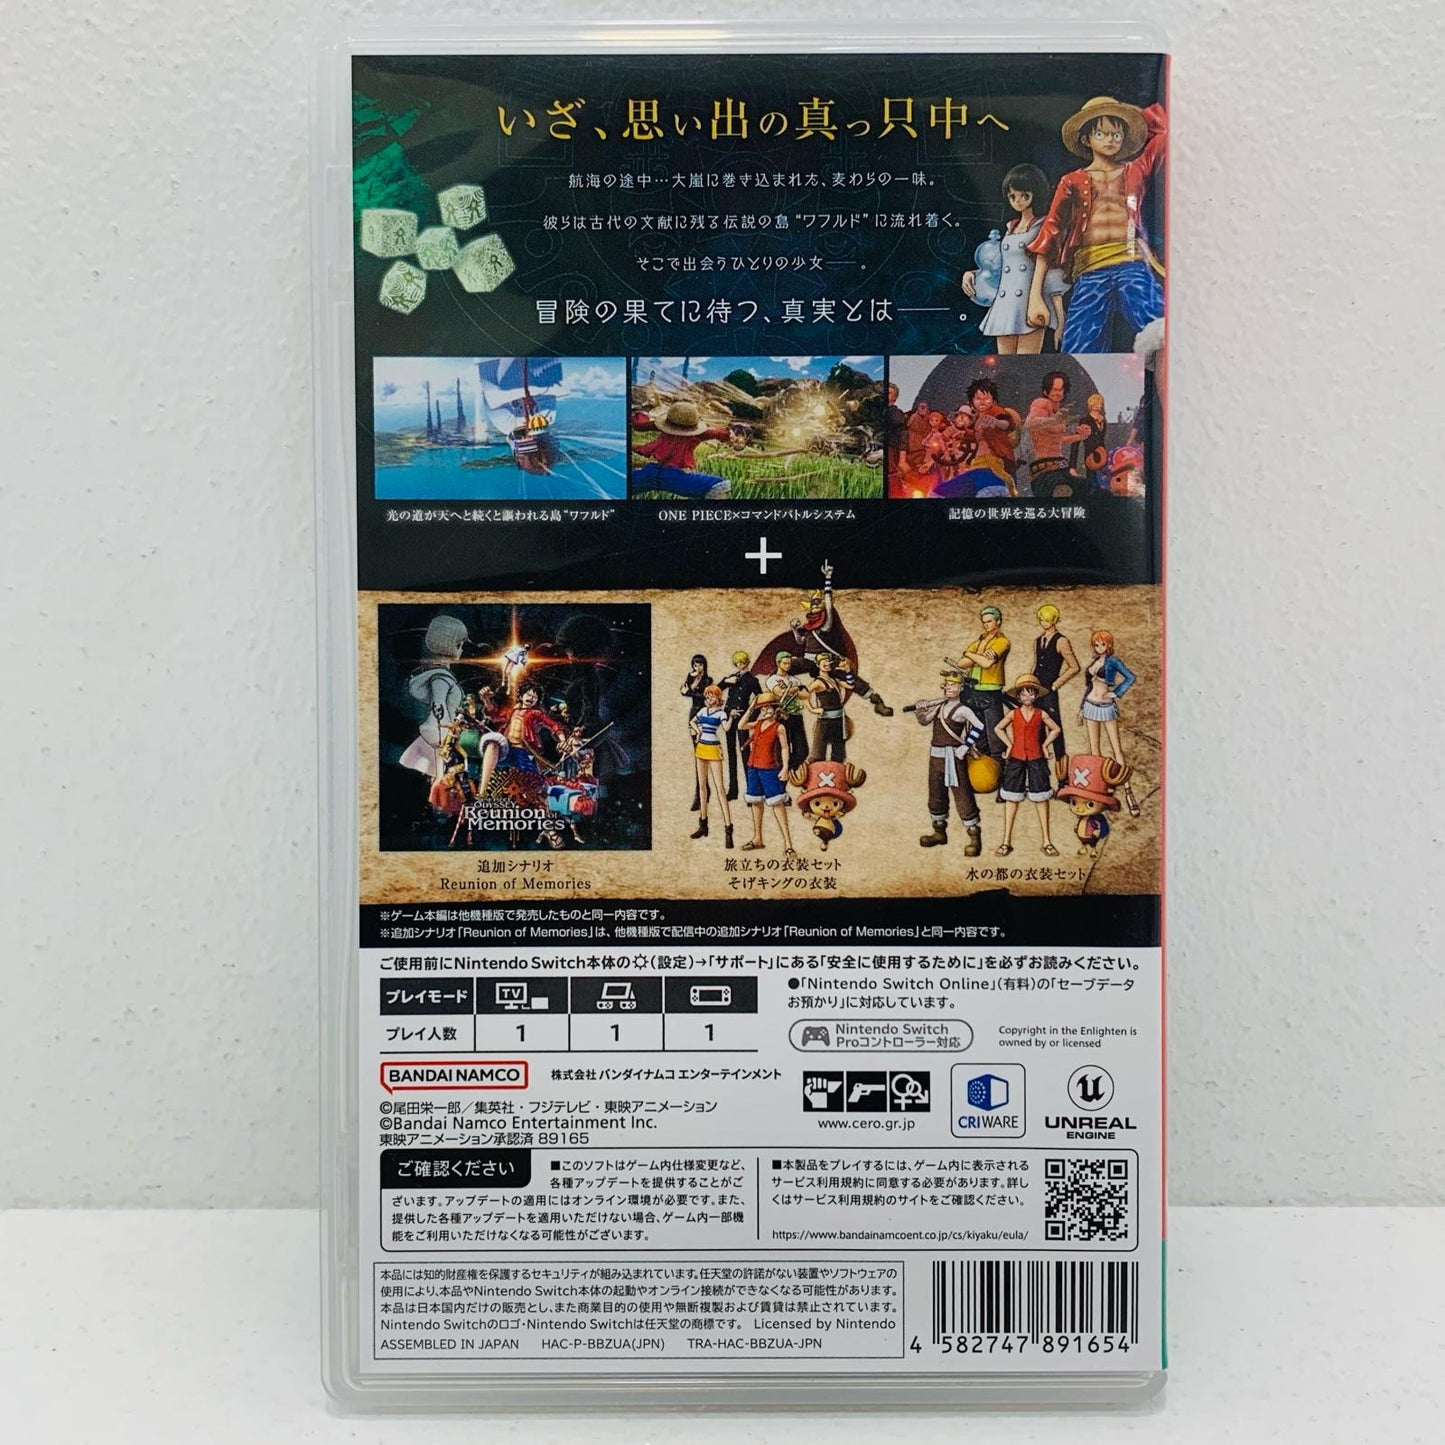 いざ、思い出の真っ只中へ
航海の途中…大嵐に巻き込まれた、麦わらの一味。
彼らは古代の文献に残る伝説の島“ワフルド”に流れ着く。
そこで出会うひとりの少女──。
冒険の果てに待つ、真実とは──。
光の道が天へと続くと謳われる島“ワフルド”
ONE PIECE×コマンドバトルシステム
記憶の世界を巡る大冒険
+
ODYSSEY
Reunion of
Memories
追加シナリオ
Reunion of Memories
旅立ちの衣装セット
そげキングの衣装
水の都の衣装セット
※ゲーム本編は他機種版で発売したものと同一内容です。
※追加シナリオ「Reunion of Memories」は、他機種版で配信中の追加シナリオ「Reunion of Memories」と同一内容です。
ご使用前にNintendo Switch本体の(設定)→「サポート」にある「安全に使用するために」を必ずお読みください。
プレイモード TV
プレイ人数 1 1 1
●「Nintendo Switch Online」(有料)の「セーブデータ
お預かり」に対応しています。
Nintendo Switch
Proコントローラー対応
Copyright in the Enlighten is
owned by or licensed
BANDAI NAMCO 株式会社 バンダイナムコ エンターテインメント
©尾田栄一郎／集英社・フジテレビ・東映アニメーション
©Bandai Namco Entertainment Inc.
東映アニメーション承認済 89165
www.cero.gr.jp
CRIWARE
UNREAL
ENGINE
ご確認ください
■このソフトはゲーム内仕様変更など、
各種アップデートを提供することがご
ざいます。アップデートの適用にはオンライン環境が必要です。また、
提供した各種アップデートを適用いただけない場合、ゲーム内一部機
能をご利用いただけなくなる可能性がございます。
■本製品をプレイするには、ゲーム内に表示される
サービス利用規約に同意する必要があります。詳し
くはサービス利用規約のサイトをご確認ください。
https://www.bandainamcoent.co.jp/cs/kiyaku/eula/
本品には知的財産権を保護するセキュリティが組み込まれています。任天堂の許諾がない装置やソフトウェアの
使用により、本品やNintendo Switch本体の起動やオンライン接続ができなくなる可能性があります。
本品は日本国内だけの販売とし、また商業目的の使用や無断複製および賃貸は禁止されています。
Nintendo Switchのロゴ・Nintendo Switchは任天堂の商標です。 Licensed by Nintendo
ASSEMBLED IN JAPAN HAC-P-BBZUA(JPN) TRA-HAC-BBZUA-JPN
4 582747 891654